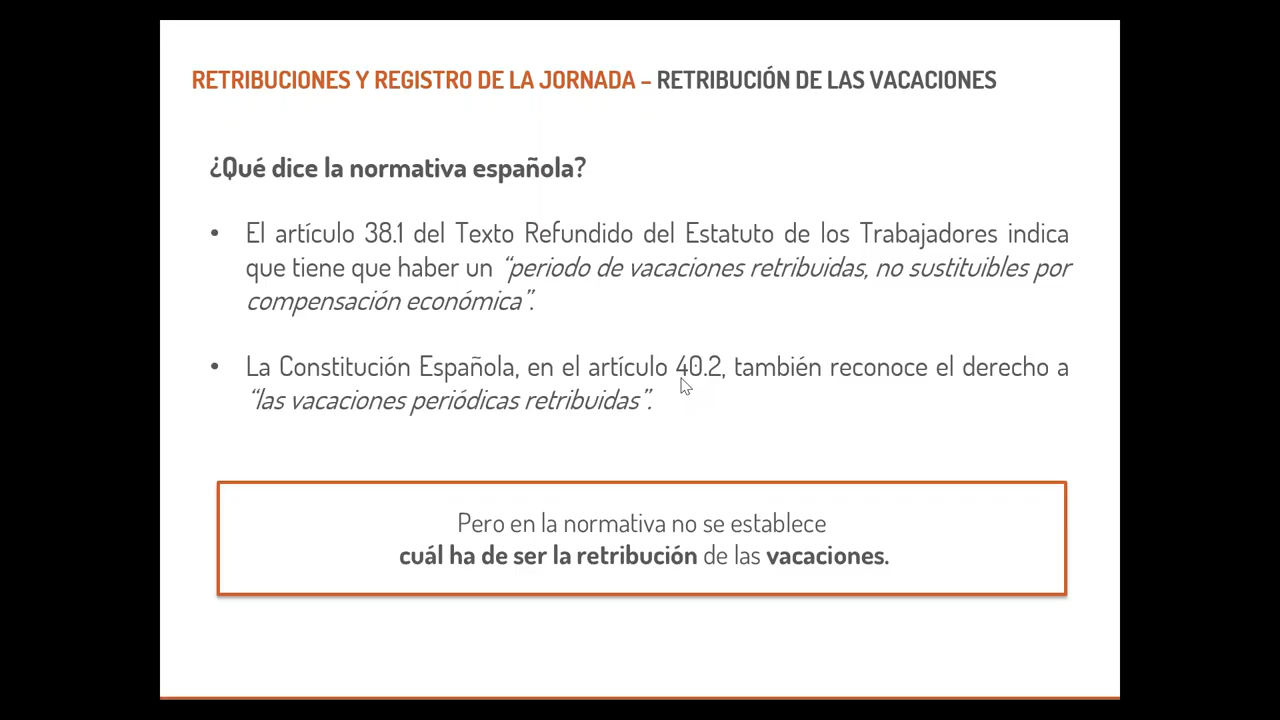 RETRIBUCIONES Y REGISTRO DE LA JORNADA – RETRIBUCIÓN DE LAS VACACIONES
¿Qué dice la normativa española?
• El artículo 38.1 del Texto Refundido del Estatuto de los Trabajadores indica
que tiene que haber un “periodo de vacaciones retribuidas, no sustituibles por
compensación económica”.
• La Constitución Española, en el artículo 40.2, también reconoce el derecho a
“las vacaciones periódicas retribuidas”.
Pero en la normativa no se establece
cuál ha de ser la retribución de las vacaciones.